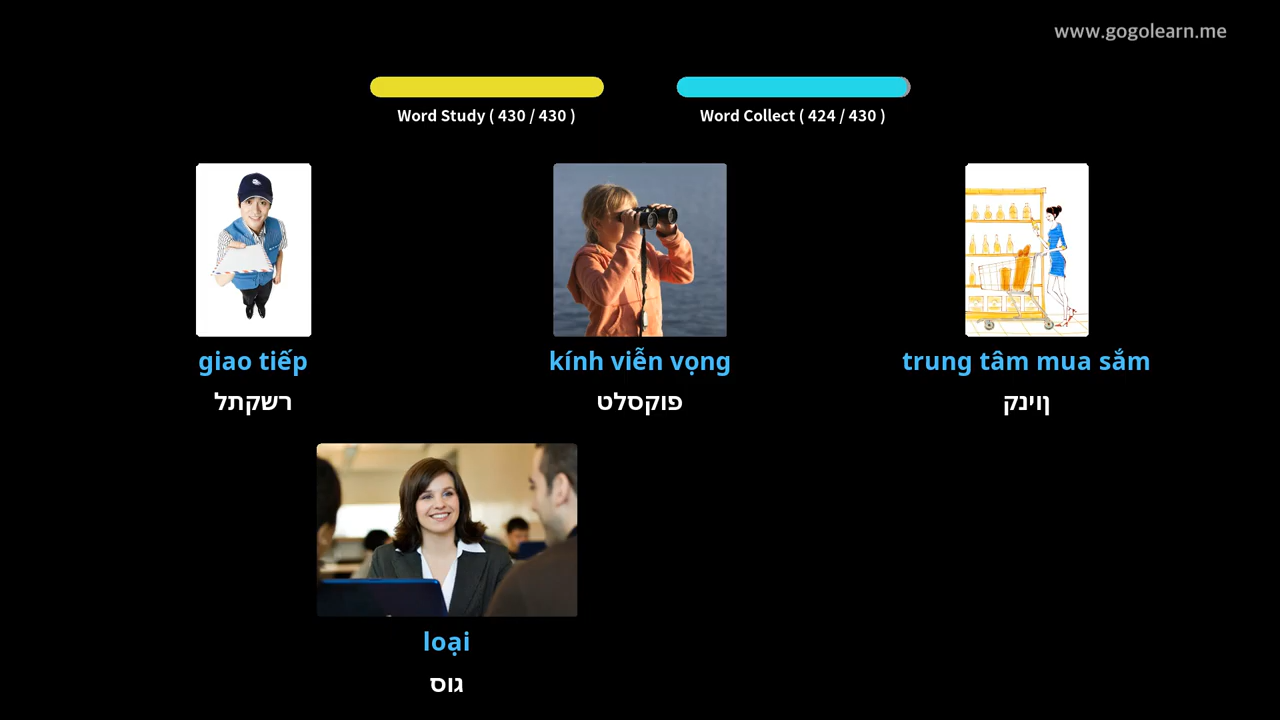 www.gogolearn.me
Word Study ( 430 / 430 )
Word Collect ( 424 / 430 )
giao tiếp
רשקתל
kính viễn vọng
פוקסלט
trung tâm mua sắm
ןוינק
loại
גוס